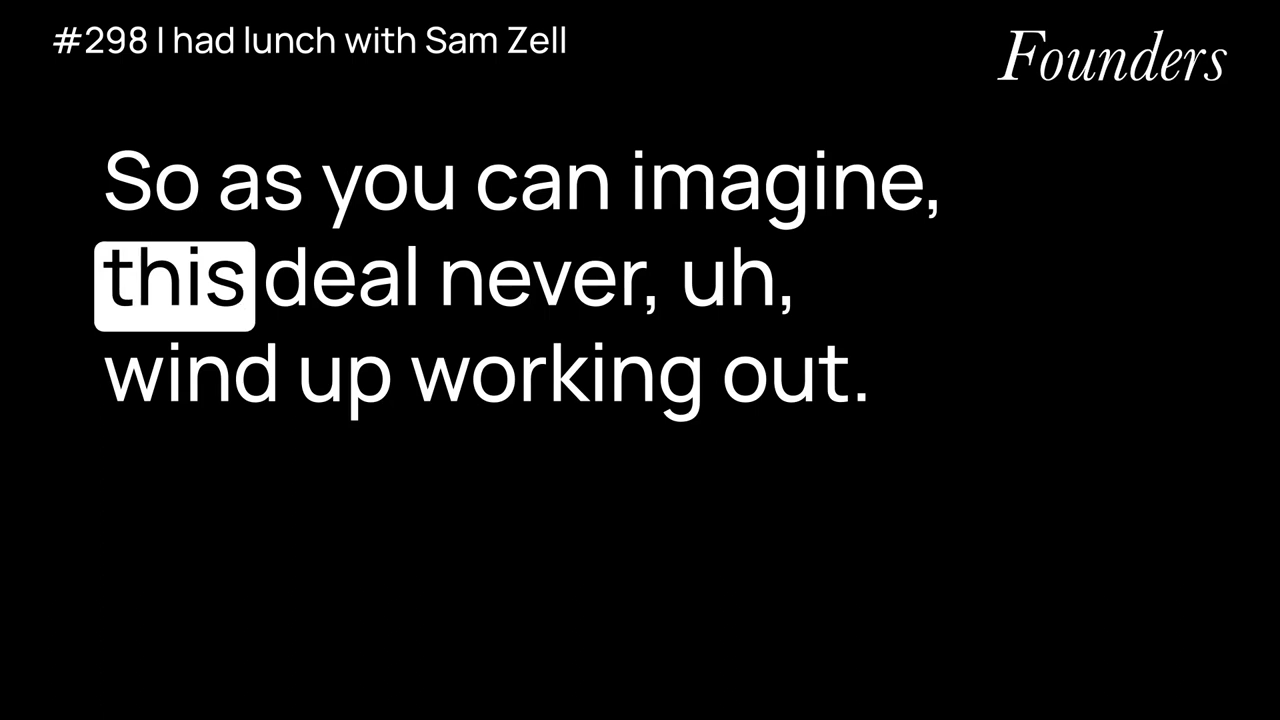 #298 I had lunch with Sam Zell
Founders
So as you can imagine,
this deal never, uh,
wind up working out.